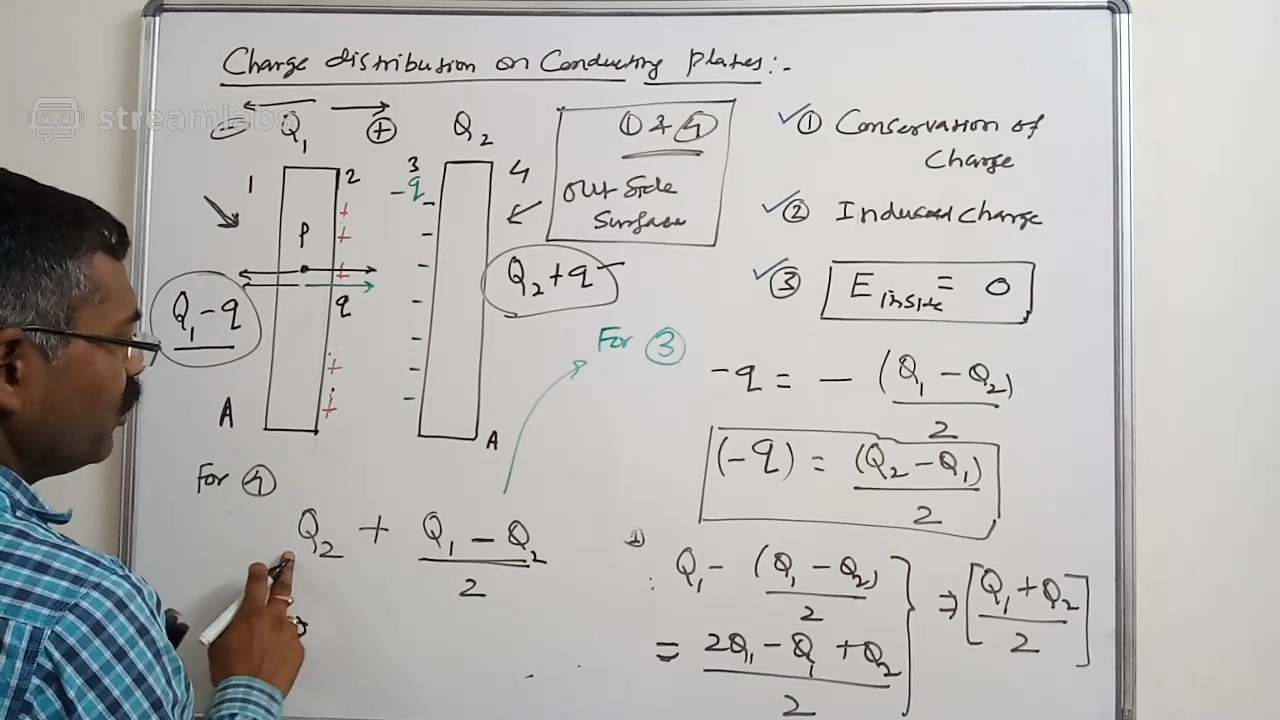 Charge distribution on Conducting plates:-
streamlabs
Q₁
Q₂
- +
1 2 3 4
-q
P
q
Q₁ - q
Q₂ + q
A
A
① & ④
Outside
Surface
① Conservation of
Charge
② Induced charge
③ E inside = 0
For ③
-q = - (Q₁ - Q₂)/2
(-q) = (Q₂ - Q₁)/2
For ④
Q₂ + (Q₁ - Q₂)/2
Q₁ - (Q₁ - Q₂)/2
= (2Q₁ - Q₁ + Q₂)/2
⇒ [(Q₁ + Q₂)/2]